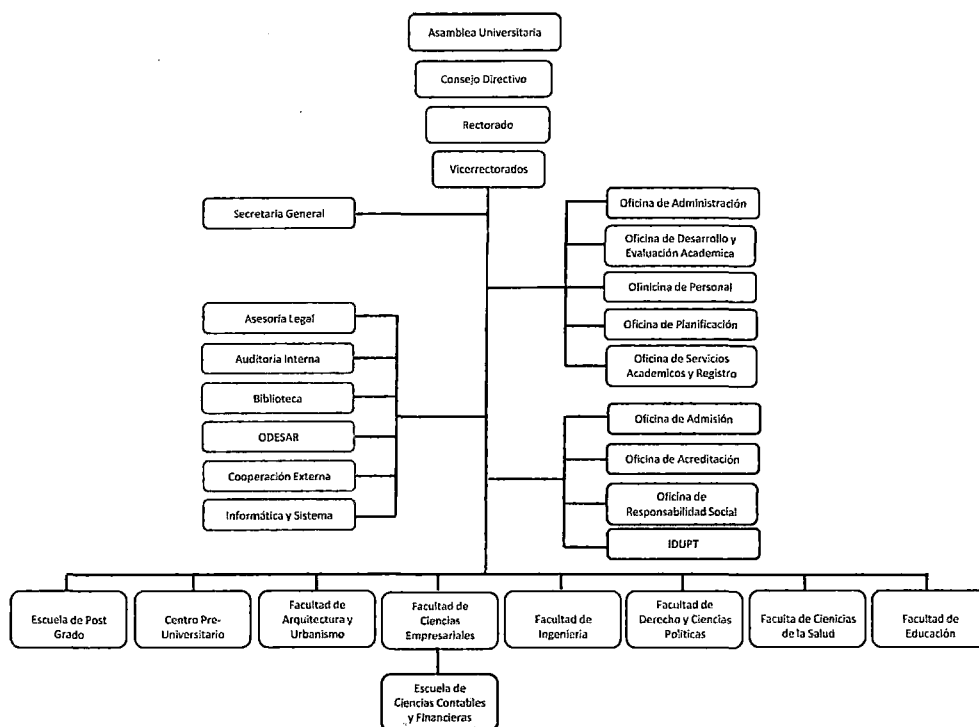 Asamblea Universitaria
Consejo Directivo
Rectorado
Vicerrectorados
Secretaria General
Oficina de Administración
Oficina de Desarrollo y
Evaluación Academica
Ofinicina de Personal
Oficina de Planificación
Oficina de Servicios
Academicos y Registro
Asesoría Legal
Auditoria Interna
Biblioteca
ODESAR
Cooperación Externa
Informática y Sistema
Oficina de Admisión
Oficina de Acreditación
Oficina de
Responsabilidad Social
IDUPT
Escuela de Post
Grado
Centro Pre-
Universitario
Facultad de
Arquitectura y
Urbanismo
Facultad de
Ciencias
Empresariales
Facultad de
Ingenieria
Facultad de
Derecho y Ciencias
Políticas
Faculta de Cienicias
de la Salud
Facultad de
Educación
Escuela de
Ciencias Contables
y Financieras